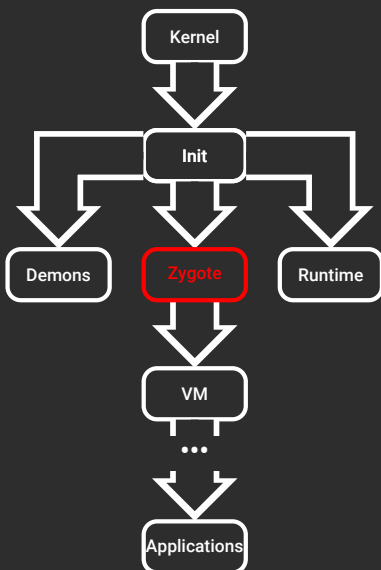 Kernel
Init
Demons
Zygote
Runtime
VM
...
Applications